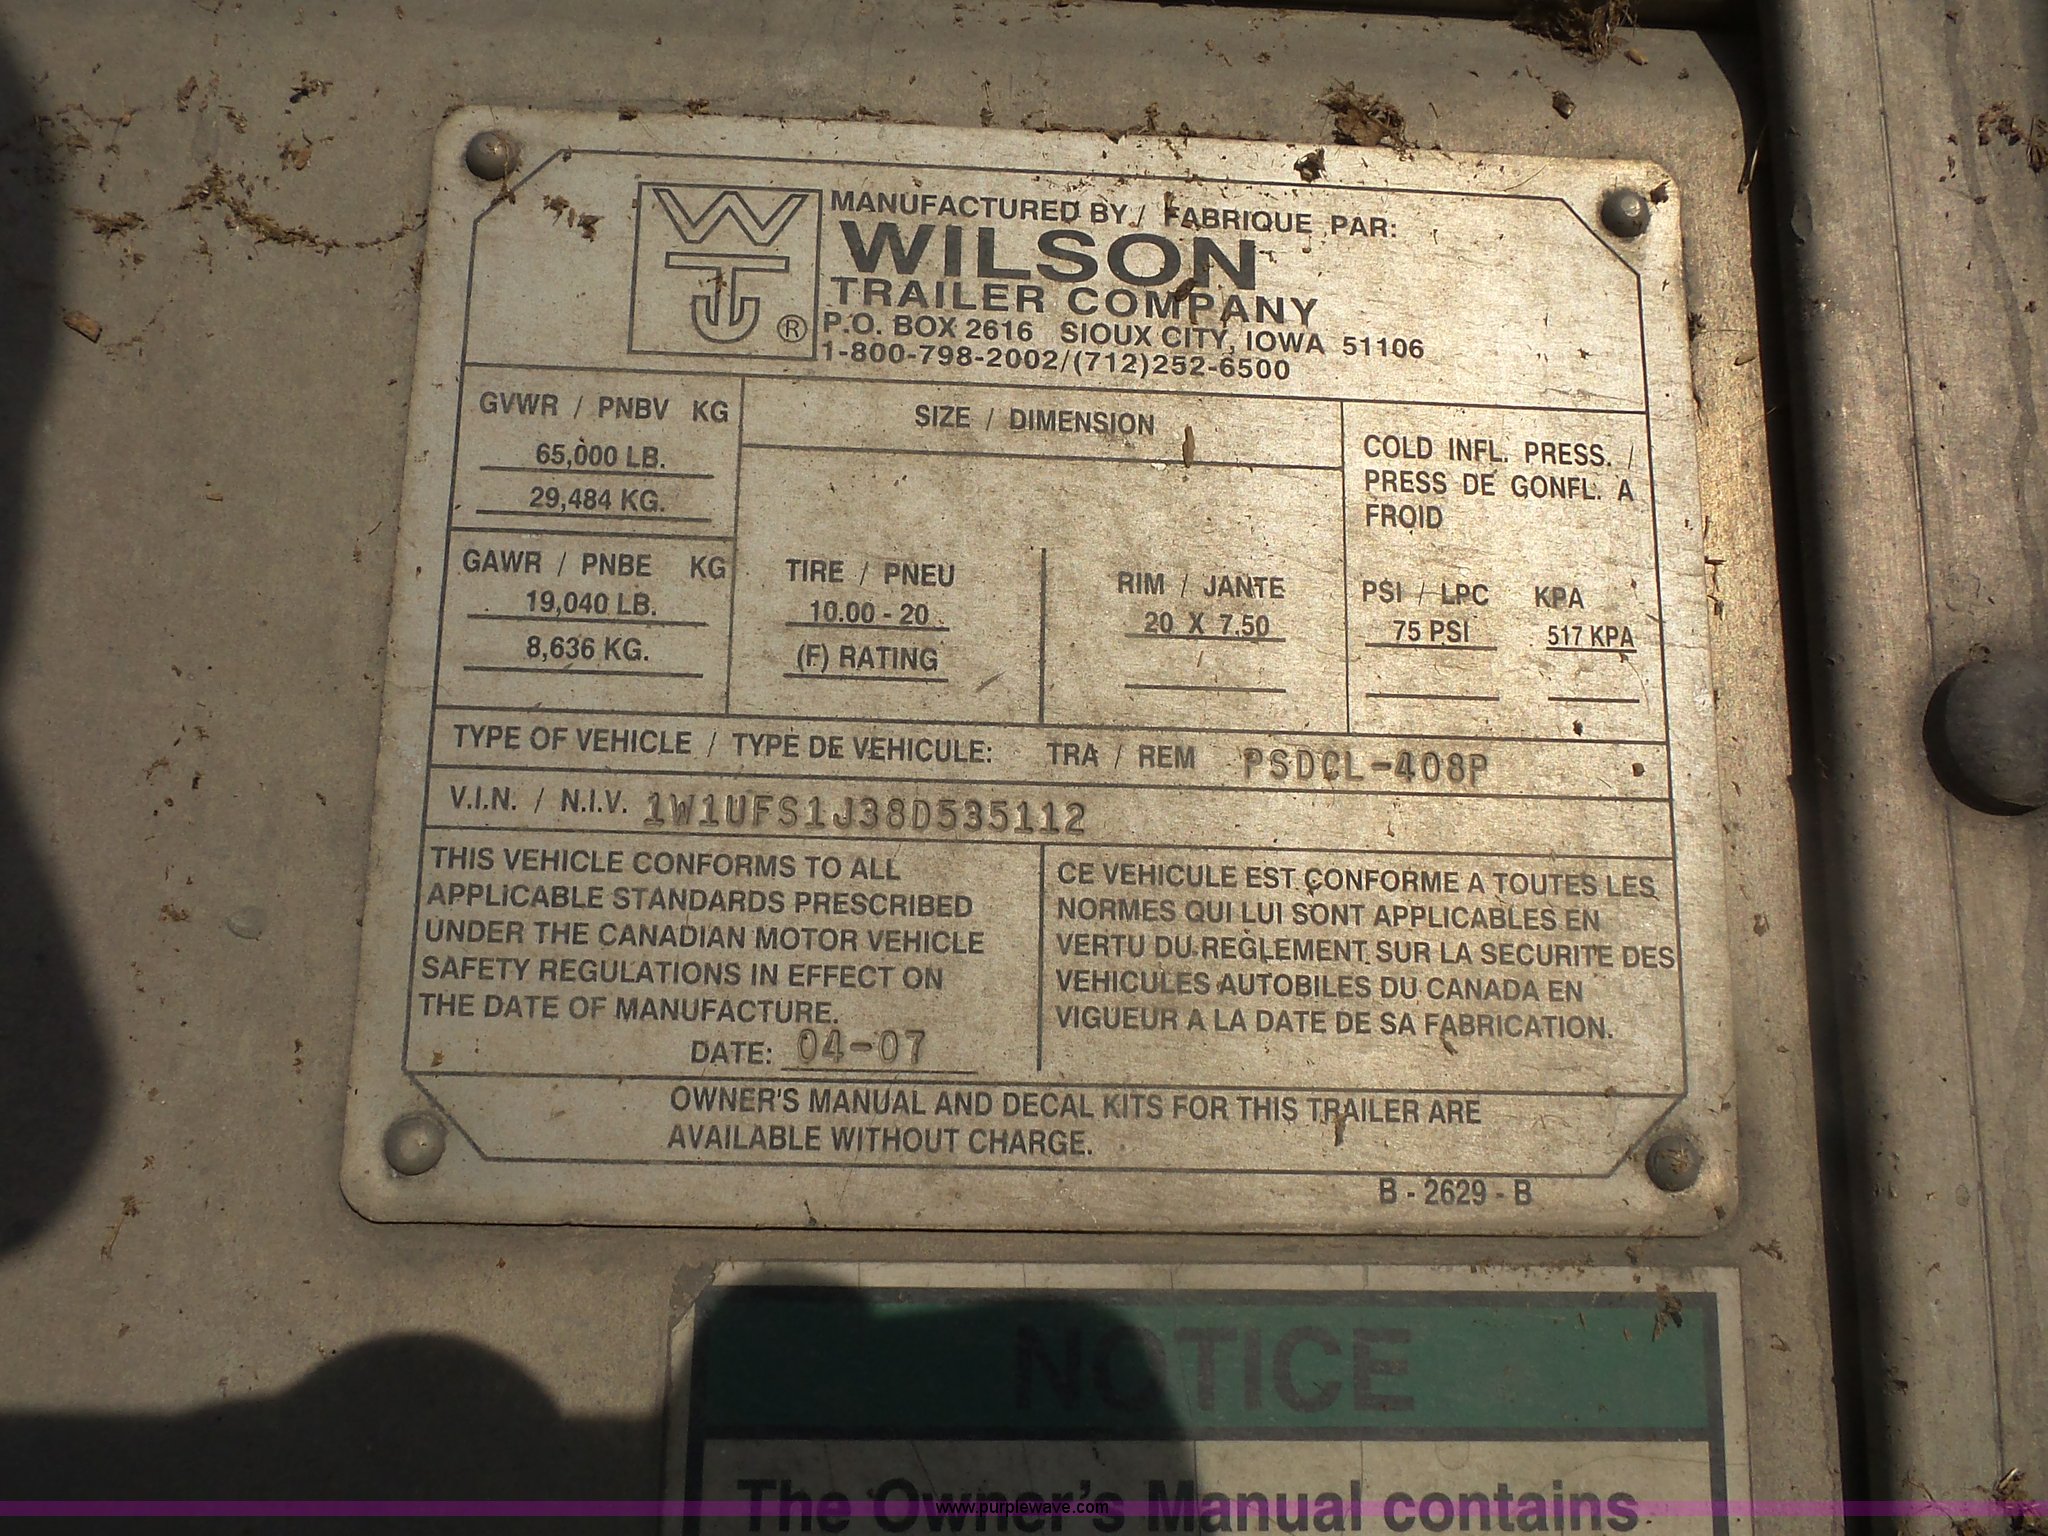 MANUFACTURED BY / FABRIQUE PAR:
WILSON
TRAILER COMPANY
P.O. BOX 2616 SIOUX CITY, IOWA 51106
1-800-798-2002/(712)252-6500
WT
®
GVWR / PNBV KG
65,000 LB.
29,484 KG.
GAWR / PNBE KG
19,040 LB.
8,636 KG.
SIZE / DIMENSION
TIRE / PNEU
10.00 - 20
(F) RATING
RIM / JANTE
20 X 7.50
COLD INFL. PRESS. /
PRESS DE GONFL. A
FROID
PSI / LPC KPA
75 PSI 517 KPA
TYPE OF VEHICLE / TYPE DE VEHICULE: TRA / REM PSDCL-408P
V.I.N. / N.I.V. 1W1UFS1J38D535112
THIS VEHICLE CONFORMS TO ALL
APPLICABLE STANDARDS PRESCRIBED
UNDER THE CANADIAN MOTOR VEHICLE
SAFETY REGULATIONS IN EFFECT ON
THE DATE OF MANUFACTURE.
DATE: 04-07
CE VEHICULE EST CONFORME A TOUTES LES
NORMES QUI LUI SONT APPLICABLES EN
VERTU DU REGLEMENT SUR LA SECURITE DES
VEHICULES AUTOBILES DU CANADA EN
VIGUEUR A LA DATE DE SA FABRICATION.
OWNER'S MANUAL AND DECAL KITS FOR THIS TRAILER ARE
AVAILABLE WITHOUT CHARGE.
B - 2629 - B
NOTICE
The Owner's Manual contains
www.purplewave.com